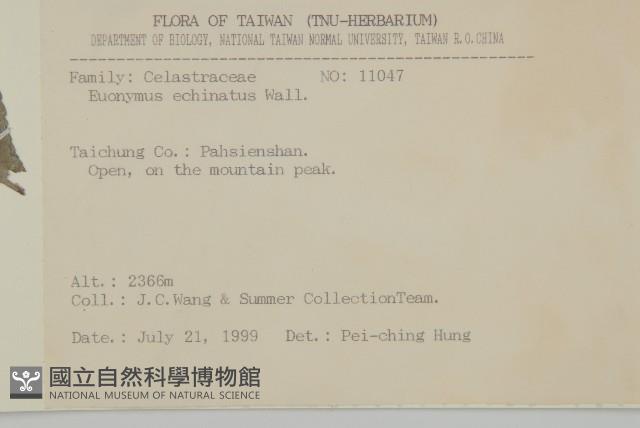 FLORA OF TAIWAN (TNU-HERBARIUM)
DEPARTMENT OF BIOLOGY, NATIONAL TAIWAN NORMAL UNIVERSITY, TAIWAN R.O.CHINA
Family: Celastraceae NO: 11047
Euonymus echinatus Wall.
Taichung Co.: Pahsienshan.
Open, on the mountain peak.
Alt.: 2366m
Coll.: J.C.Wang & Summer CollectionTeam.
Date.: July 21, 1999 Det.: Pei-ching Hung
國立自然科學博物館
NATIONAL MUSEUM OF NATURAL SCIENCE